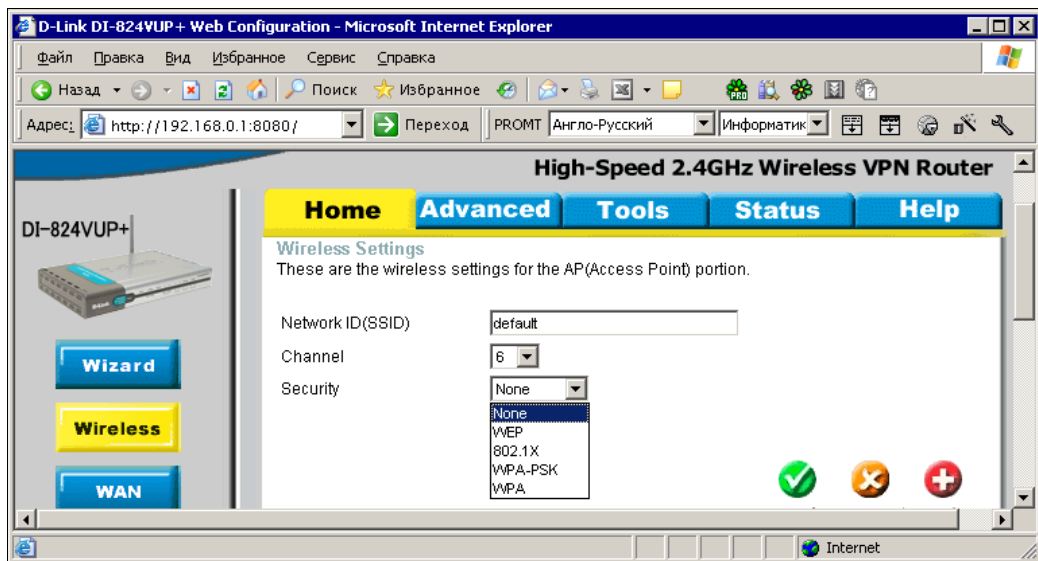 D-Link DI-824VUP+ Web Configuration - Microsoft Internet Explorer
Файл Правка Вид Избранное Сервис Справка
Назад Поиск Избранное
Адрес: http://192.168.0.1:8080/ Переход PROMT Англо-Русский Информатик
High-Speed 2.4GHz Wireless VPN Router
Home Advanced Tools Status Help
DI-824VUP+
Wireless Settings
These are the wireless settings for the AP(Access Point) portion.
Network ID(SSID) default
Channel 6
Security None
None
WEP
802.1X
WPA-PSK
WPA
Wizard
Wireless
WAN
Internet